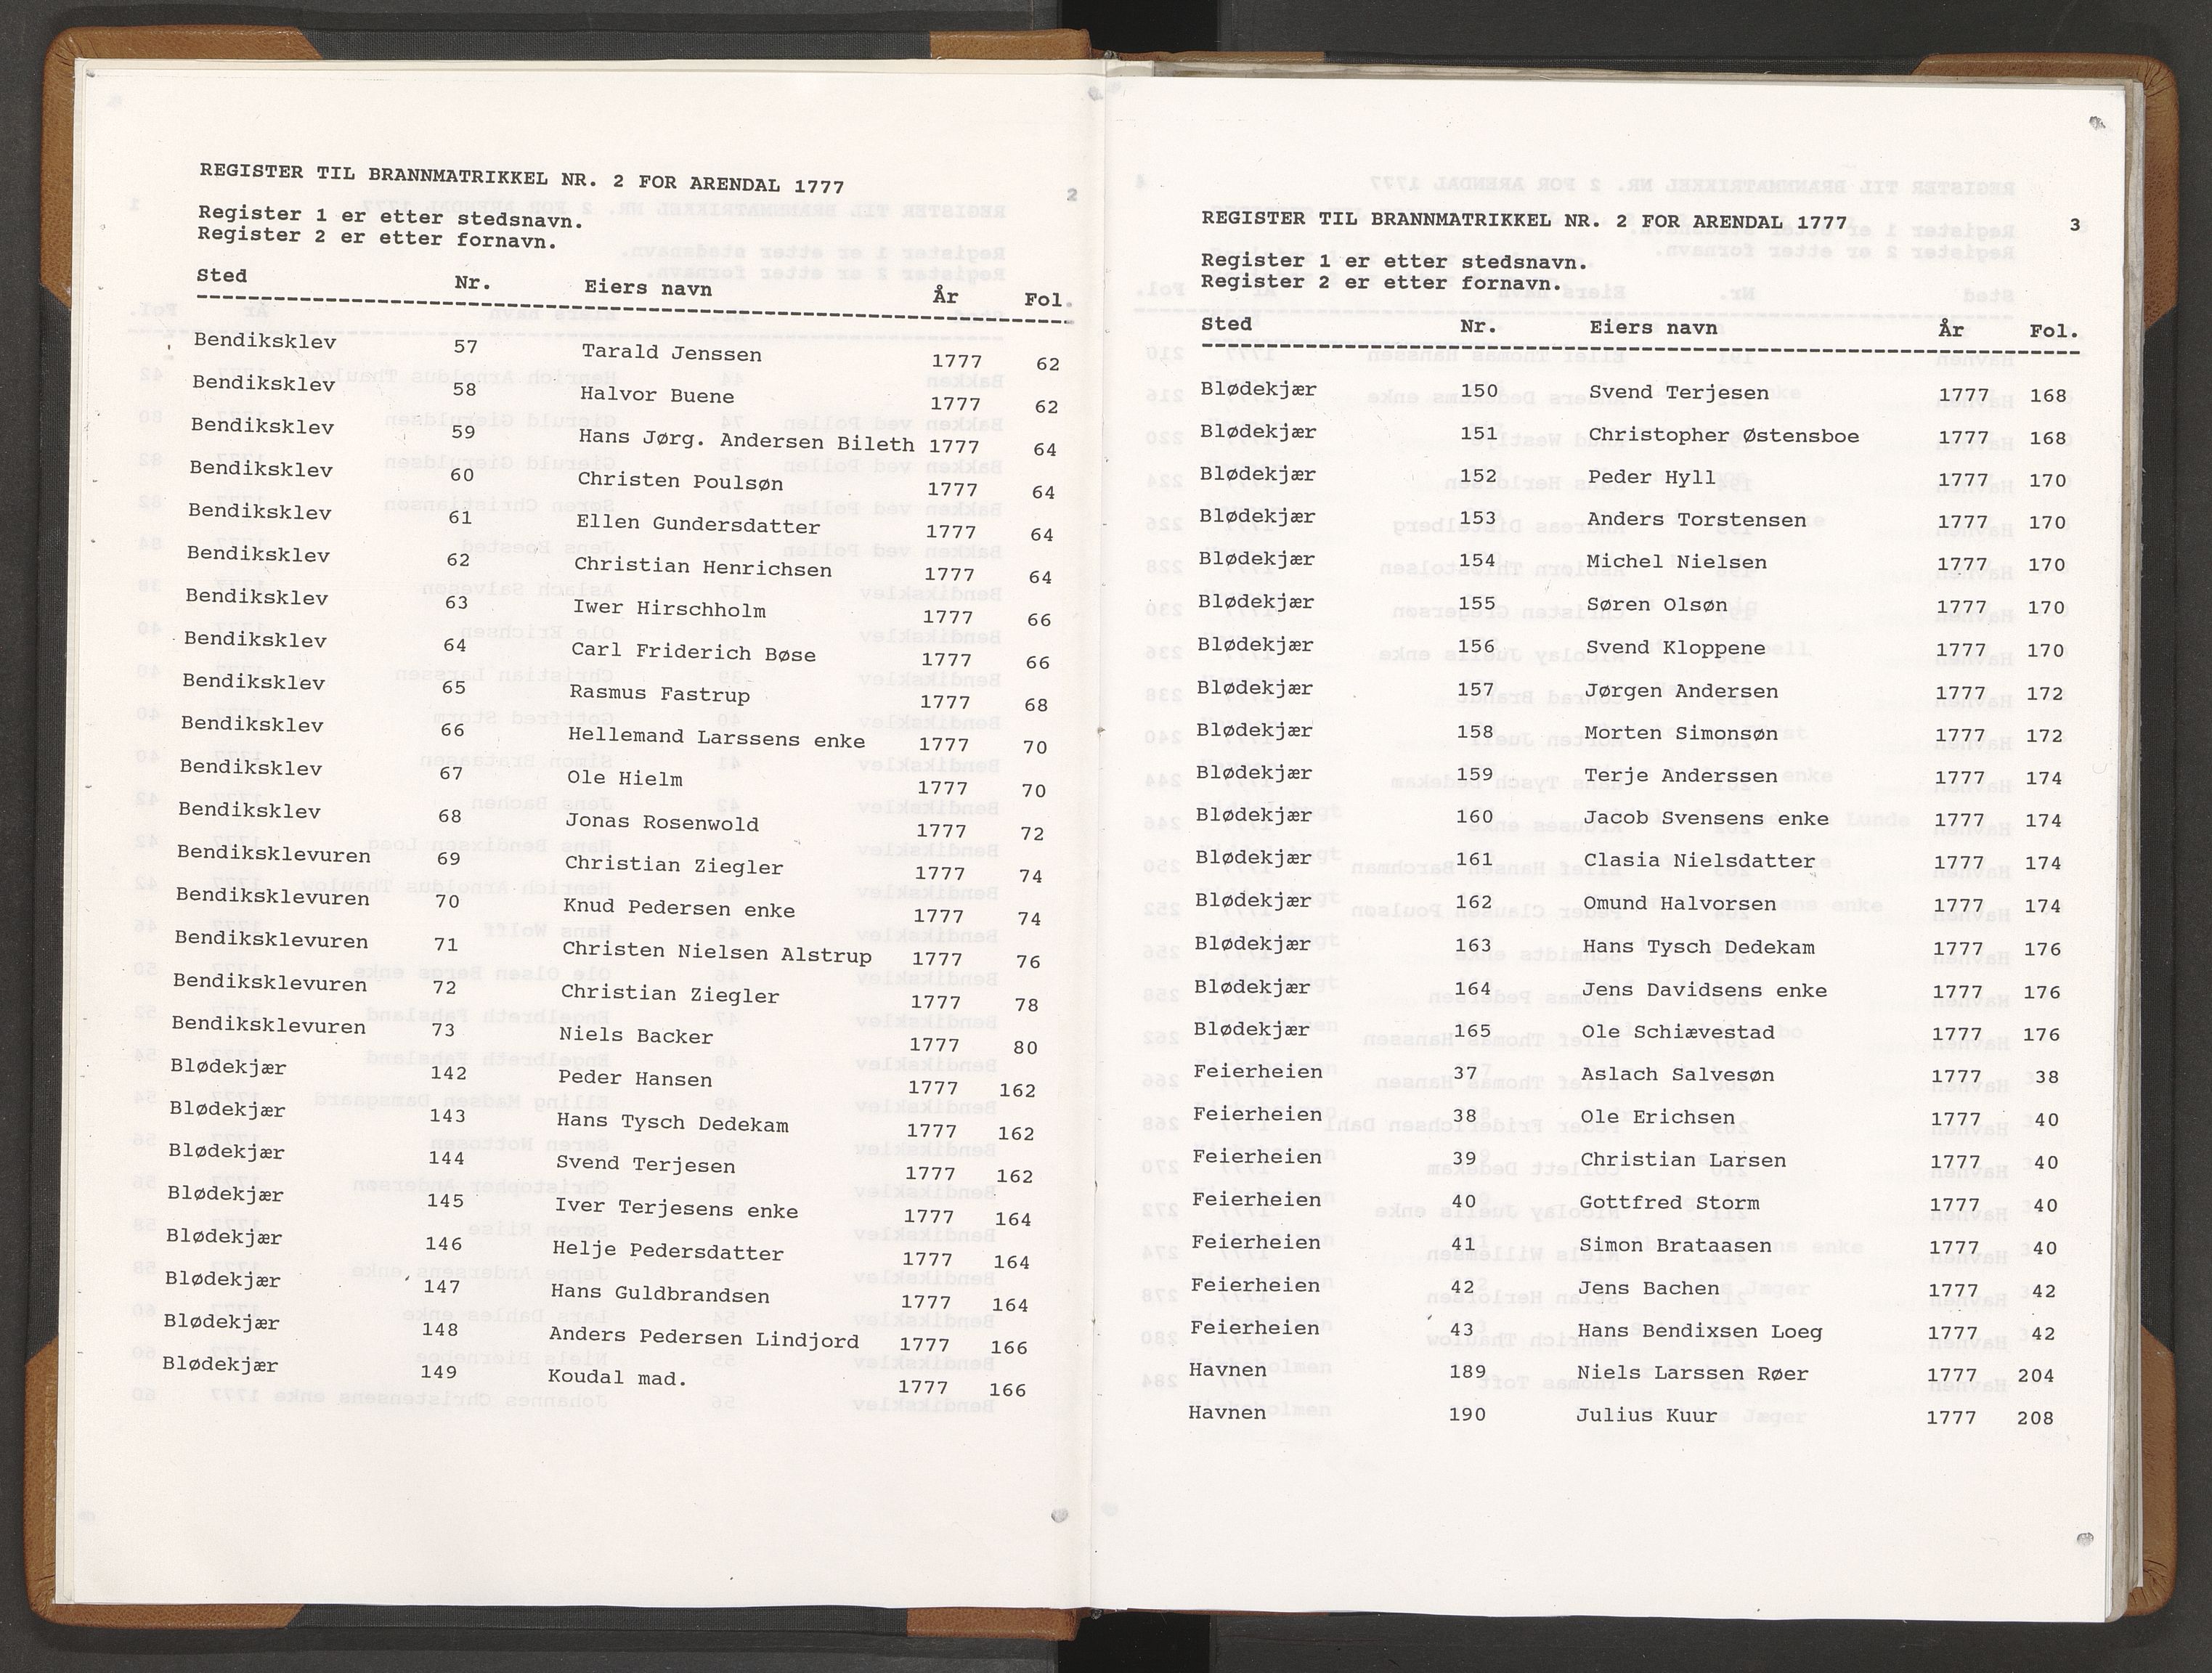 REGISTER TIL BRANNMATRIKKEL NR. 2 FOR ARENDAL 1777 2
Register 1 er etter stedsnavn.
Register 2 er etter fornavn.
Sted Nr. Eiers navn År Fol.
Bendiksklev 57 Tarald Jenssen 1777 62
Bendiksklev 58 Halvor Buene 1777 62
Bendiksklev 59 Hans Jørg. Andersen Bileth 1777 64
Bendiksklev 60 Christen Poulsøn 1777 64
Bendiksklev 61 Ellen Gundersdatter 1777 64
Bendiksklev 62 Christian Henrichsen 1777 64
Bendiksklev 63 Iwer Hirschholm 1777 66
Bendiksklev 64 Carl Friderich Bøse 1777 66
Bendiksklev 65 Rasmus Fastrup 1777 68
Bendiksklev 66 Hellemand Larssens enke 1777 70
Bendiksklev 67 Ole Hielm 1777 70
Bendiksklev 68 Jonas Rosenwold 1777 72
Bendiksklevuren 69 Christian Ziegler 1777 74
Bendiksklevuren 70 Knud Pedersen enke 1777 74
Bendiksklevuren 71 Christen Nielsen Alstrup 1777 76
Bendiksklevuren 72 Christian Ziegler 1777 78
Bendiksklevuren 73 Niels Backer 1777 80
Blødekjær 142 Peder Hansen 1777 162
Blødekjær 143 Hans Tysch Dedekam 1777 162
Blødekjær 144 Svend Terjesen 1777 162
Blødekjær 145 Iver Terjesens enke 1777 164
Blødekjær 146 Helje Pedersdatter 1777 164
Blødekjær 147 Hans Guldbrandsen 1777 164
Blødekjær 148 Anders Pedersen Lindjord 1777 166
Blødekjær 149 Koudal mad. 1777 166
REGISTER TIL BRANNMATRIKKEL NR. 2 FOR ARENDAL 1777 3
Register 1 er etter stedsnavn.
Register 2 er etter fornavn.
Sted Nr. Eiers navn År Fol.
Blødekjær 150 Svend Terjesen 1777 168
Blødekjær 151 Christopher Østensboe 1777 168
Blødekjær 152 Peder Hyll 1777 170
Blødekjær 153 Anders Torstensen 1777 170
Blødekjær 154 Michel Nielsen 1777 170
Blødekjær 155 Søren Olsøn 1777 170
Blødekjær 156 Svend Kloppene 1777 170
Blødekjær 157 Jørgen Andersen 1777 172
Blødekjær 158 Morten Simonsøn 1777 172
Blødekjær 159 Terje Anderssen 1777 174
Blødekjær 160 Jacob Svensens enke 1777 174
Blødekjær 161 Clasia Nielsdatter 1777 174
Blødekjær 162 Omund Halvorsen 1777 174
Blødekjær 163 Hans Tysch Dedekam 1777 176
Blødekjær 164 Jens Davidsens enke 1777 176
Blødekjær 165 Ole Schiævestad 1777 176
Feierheien 37 Aslach Salvesøn 1777 38
Feierheien 38 Ole Erichsen 1777 40
Feierheien 39 Christian Larsen 1777 40
Feierheien 40 Gottfred Storm 1777 40
Feierheien 41 Simon Brataasen 1777 40
Feierheien 42 Jens Bachen 1777 42
Feierheien 43 Hans Bendixsen Loeg 1777 42
Havnen 189 Niels Larssen Røer 1777 204
Havnen 190 Julius Kuur 1777 208